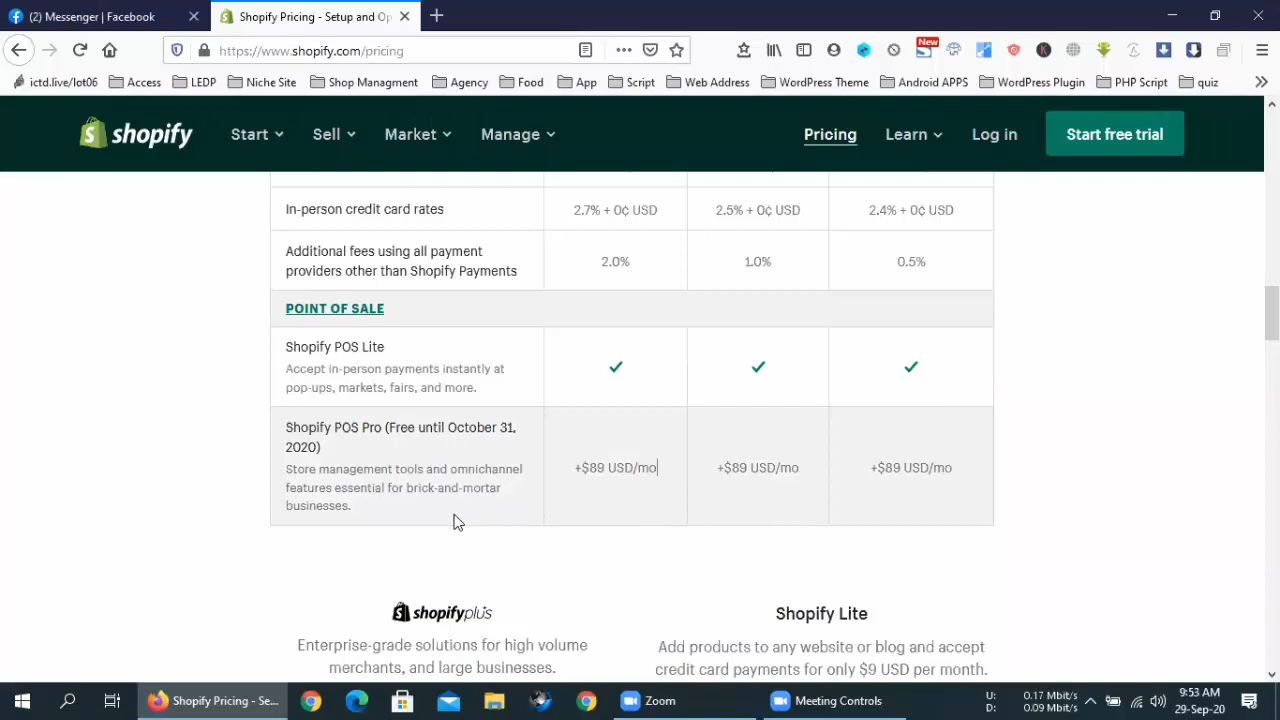 (2) Messenger | Facebook
Shopify Pricing - Setup and Op
https://www.shopify.com/pricing
New
ictd.live/lot06
Access
LEDP
Niche Site
Shop Managment
Agency
Food
App
Script
Web Address
WordPress Theme
Android APPS
WordPress Plugin
PHP Script
quiz
shopify
Start
Sell
Market
Manage
Pricing
Learn
Log in
Start free trial
In-person credit card rates
2.7% + 0¢ USD
2.5% + 0¢ USD
2.4% + 0¢ USD
Additional fees using all payment
providers other than Shopify Payments
2.0%
1.0%
0.5%
POINT OF SALE
Shopify POS Lite
Accept in-person payments instantly at
pop-ups, markets, fairs, and more.
Shopify POS Pro (Free until October 31,
2020)
Store management tools and omnichannel
features essential for brick-and-mortar
businesses.
+$89 USD/mo
+$89 USD/mo
+$89 USD/mo
shopifyplus
Enterprise-grade solutions for high volume
merchants, and large businesses.
Shopify Lite
Add products to any website or blog and accept
credit card payments for only $9 USD per month.
Shopify Pricing - Se...
Zoom
Meeting Controls
U: 0.17 Mbit/s
D: 0.09 Mbit/s
9:53 AM
29-Sep-20